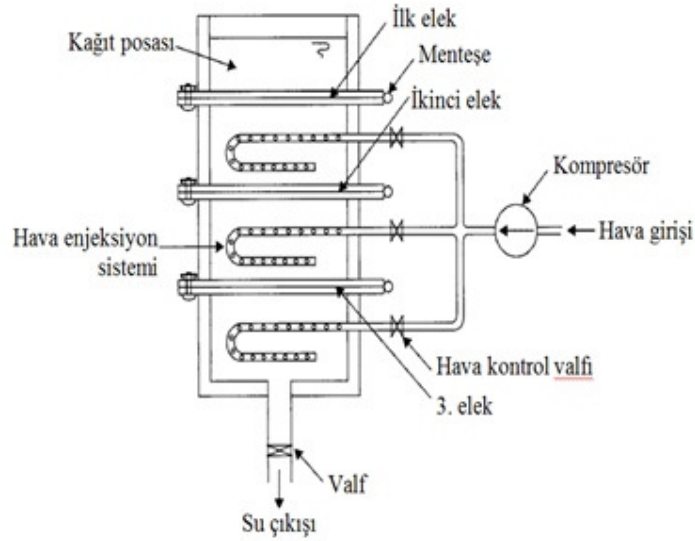 İlk elek
Kağıt posası
Menteşe
İkinci elek
Kompresör
Hava girişi
Hava enjeksiyon
sistemi
Hava kontrol valfı
3. elek
Valf
Su çıkışı